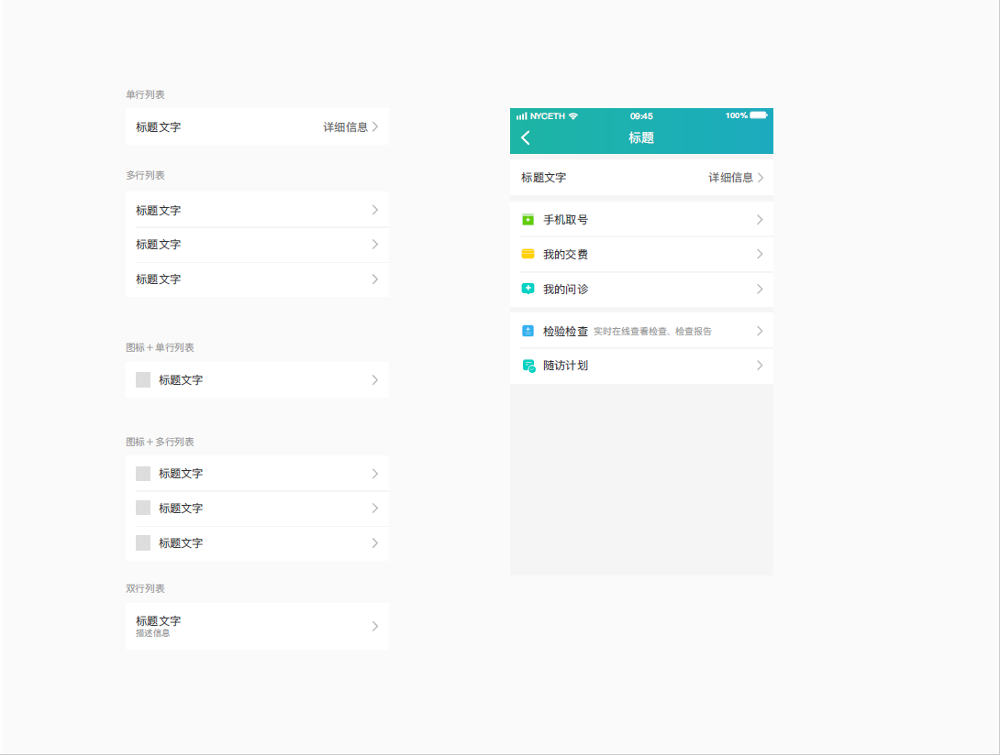 单行列表
标题文字 详细信息
多行列表
标题文字
标题文字
标题文字
图标+单行列表
标题文字
图标+多行列表
标题文字
标题文字
标题文字
双行列表
标题文字
描述信息
NYCETH 09:45 100%
标题
标题文字 详细信息
手机取号
我的交费
我的问诊
检验检查 实时在线查看检查、检查报告
随访计划